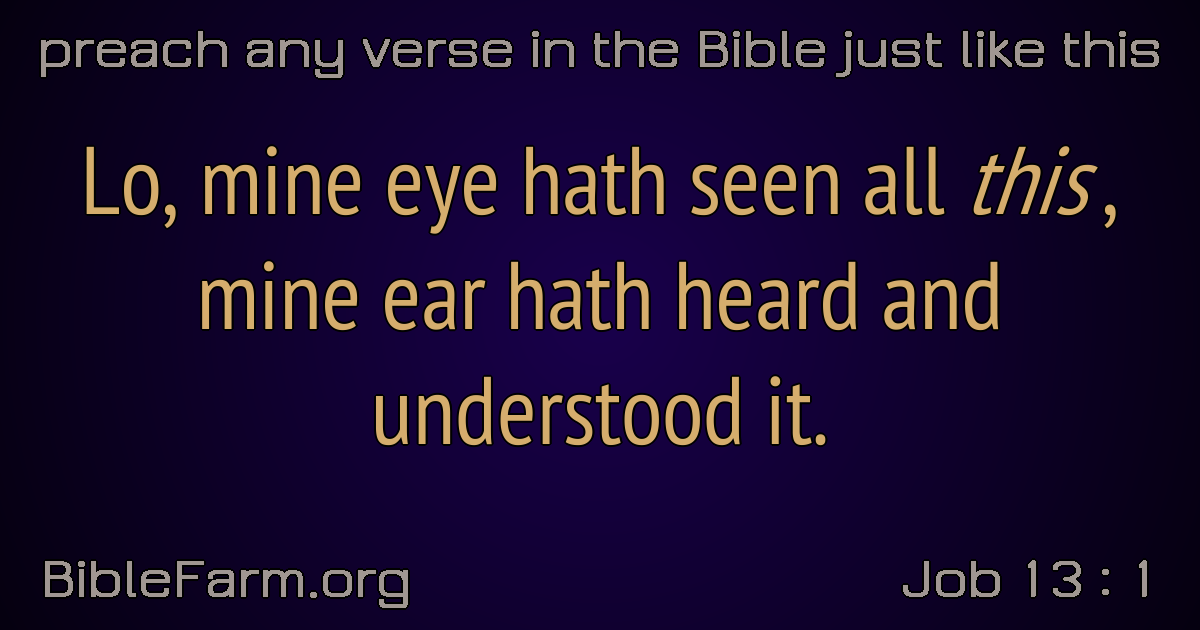 preach any verse in the Bible just like this
Lo, mine eye hath seen all this,
mine ear hath heard and
understood it.
BibleFarm.org
Job 13 : 1